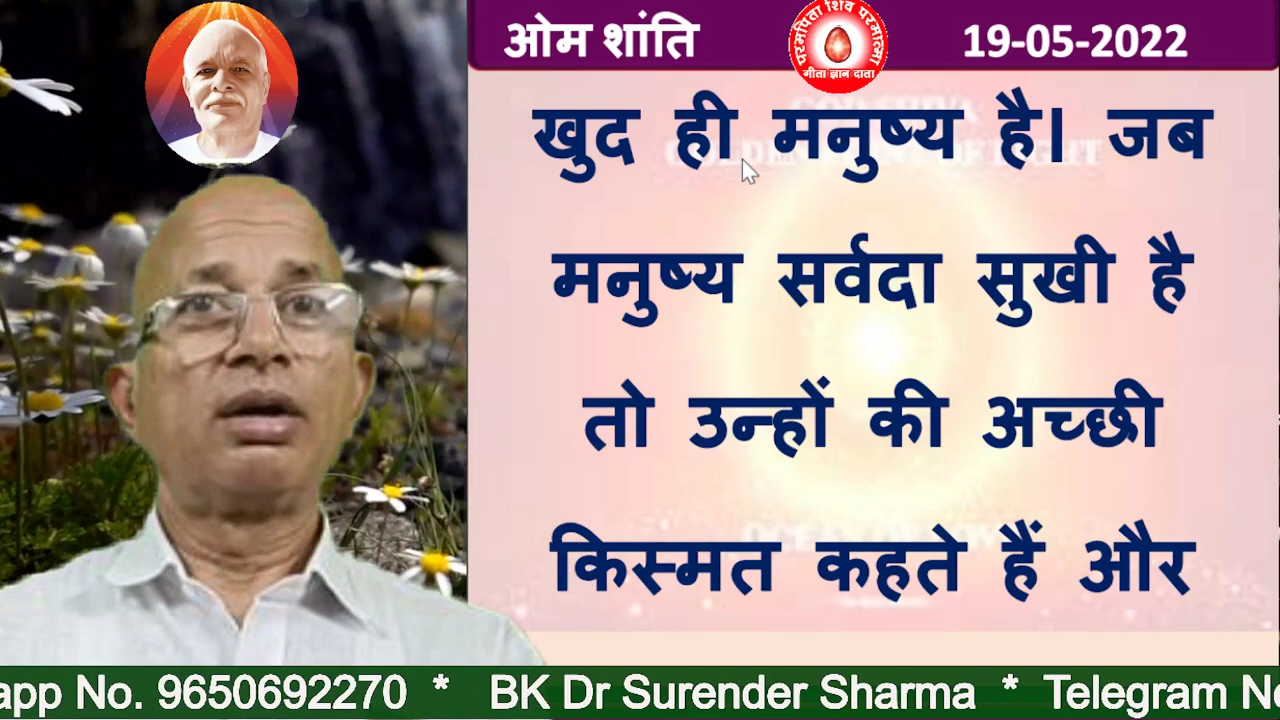 ओम शांति
परमपिता शिव परमात्मा
गीता ज्ञान दाता
19-05-2022
खुद ही मनुष्य है। जब
मनुष्य सर्वदा सुखी है
तो उन्हों की अच्छी
किस्मत कहते हैं और
app No. 9650692270 * BK Dr Surender Sharma * Telegram No